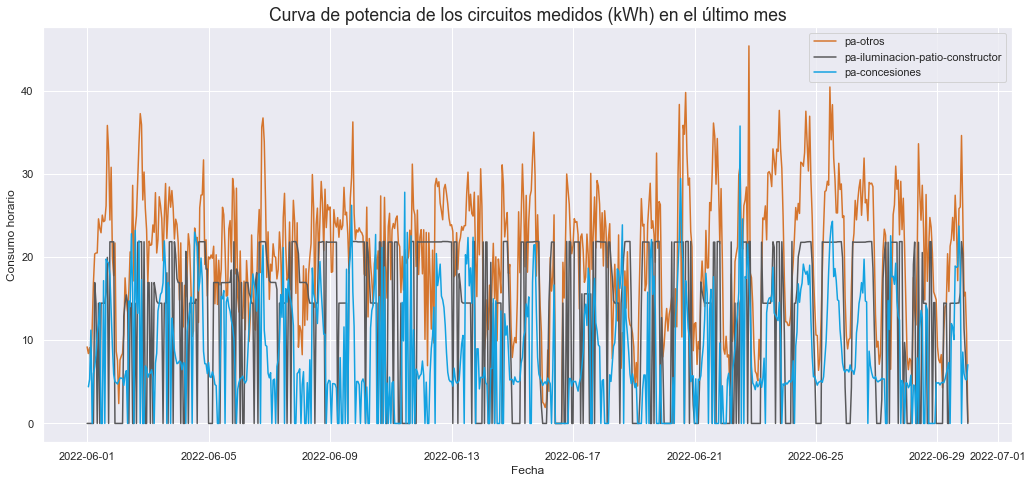 Curva de potencia de los circuitos medidos (kWh) en el último mes
pa-otros
pa-iluminacion-patio-constructor
pa-concesiones
Consumo horario
40
30
20
10
0
2022-06-01
2022-06-05
2022-06-09
2022-06-13
2022-06-17
2022-06-21
2022-06-25
2022-06-29
2022-07-01
Fecha